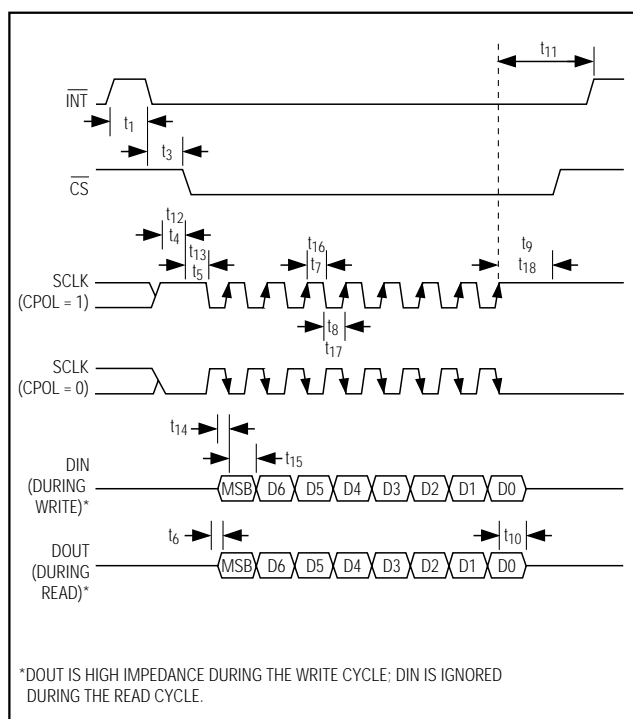 t11
INT
t1
t3
CS
t12
t4
t13
t5
t16
t7
t9
t18
SCLK
(CPOL = 1)
t8
t17
SCLK
(CPOL = 0)
t14
t15
DIN
(DURING
WRITE)*
MSB D6 D5 D4 D3 D2 D1 D0
t6
t10
DOUT
(DURING
READ)*
MSB D6 D5 D4 D3 D2 D1 D0
*DOUT IS HIGH IMPEDANCE DURING THE WRITE CYCLE; DIN IS IGNORED
DURING THE READ CYCLE.